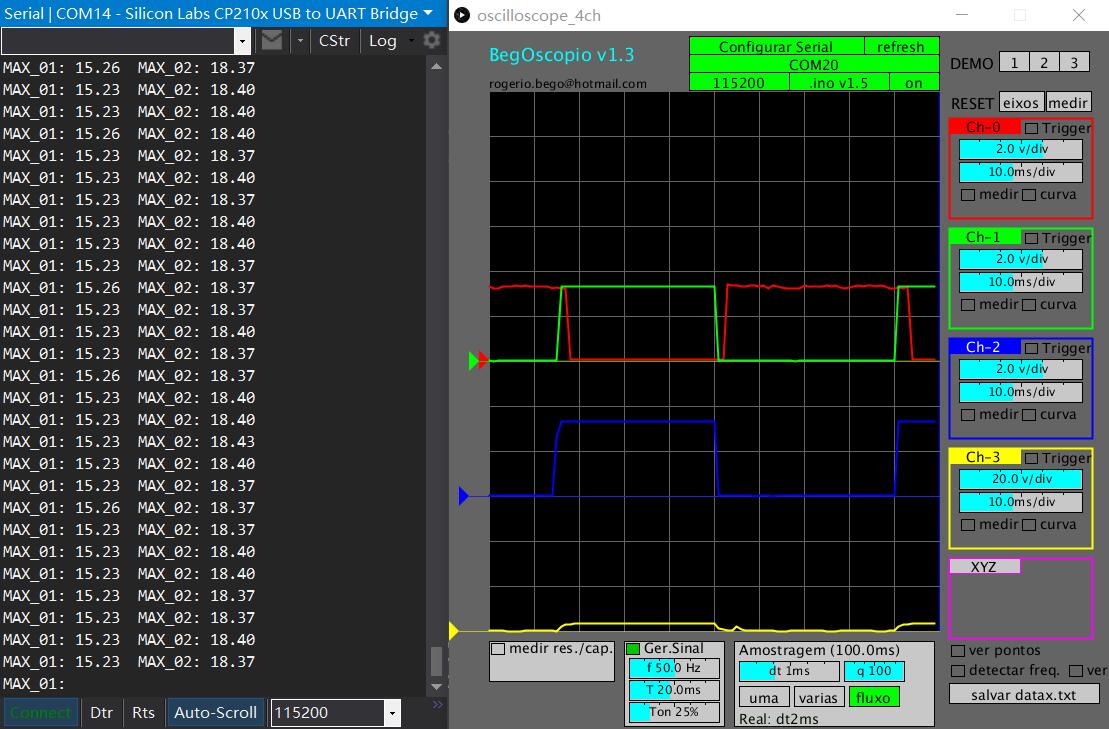 Serial | COM14 - Silicon Labs CP210x USB to UART Bridge
CStr
Log
MAX_01: 15.26 MAX_02: 18.37
MAX_01: 15.23 MAX_02: 18.40
MAX_01: 15.23 MAX_02: 18.40
MAX_01: 15.26 MAX_02: 18.40
MAX_01: 15.23 MAX_02: 18.37
MAX_01: 15.23 MAX_02: 18.37
MAX_01: 15.23 MAX_02: 18.37
MAX_01: 15.23 MAX_02: 18.40
MAX_01: 15.23 MAX_02: 18.40
MAX_01: 15.23 MAX_02: 18.37
MAX_01: 15.26 MAX_02: 18.37
MAX_01: 15.23 MAX_02: 18.37
MAX_01: 15.23 MAX_02: 18.40
MAX_01: 15.23 MAX_02: 18.37
MAX_01: 15.26 MAX_02: 18.37
MAX_01: 15.23 MAX_02: 18.40
MAX_01: 15.23 MAX_02: 18.40
MAX_01: 15.23 MAX_02: 18.43
MAX_01: 15.23 MAX_02: 18.40
MAX_01: 15.23 MAX_02: 18.37
MAX_01: 15.26 MAX_02: 18.37
MAX_01: 15.23 MAX_02: 18.37
MAX_01: 15.23 MAX_02: 18.40
MAX_01: 15.23 MAX_02: 18.40
MAX_01: 15.23 MAX_02: 18.37
MAX_01: 15.23 MAX_02: 18.37
MAX_01: 15.23 MAX_02: 18.40
MAX_01: 15.23 MAX_02: 18.37
MAX_01:
Connect
Dtr
Rts
Auto-Scroll
115200
oscilloscope_4ch
BegOscopio v1.3
rogerio.bego@hotmail.com
Configurar Serial
refresh
COM20
115200
.ino v1.5
on
DEMO 1 2 3
RESET eixos medir
Ch-0 Trigger
2.0 v/div
10.0ms/div
medir curva
Ch-1 Trigger
2.0 v/div
10.0ms/div
medir curva
Ch-2 Trigger
2.0 v/div
10.0ms/div
medir curva
Ch-3 Trigger
20.0 v/div
10.0ms/div
medir curva
XYZ
medir res./cap.
Ger.Sinal
f 50.0 Hz
T 20.0ms
Ton 25%
Amostragem (100.0ms)
dt 1ms
q 100
uma
varias
fluxo
Real: dt2ms
ver pontos
detectar freq.
ver
salvar datax.txt